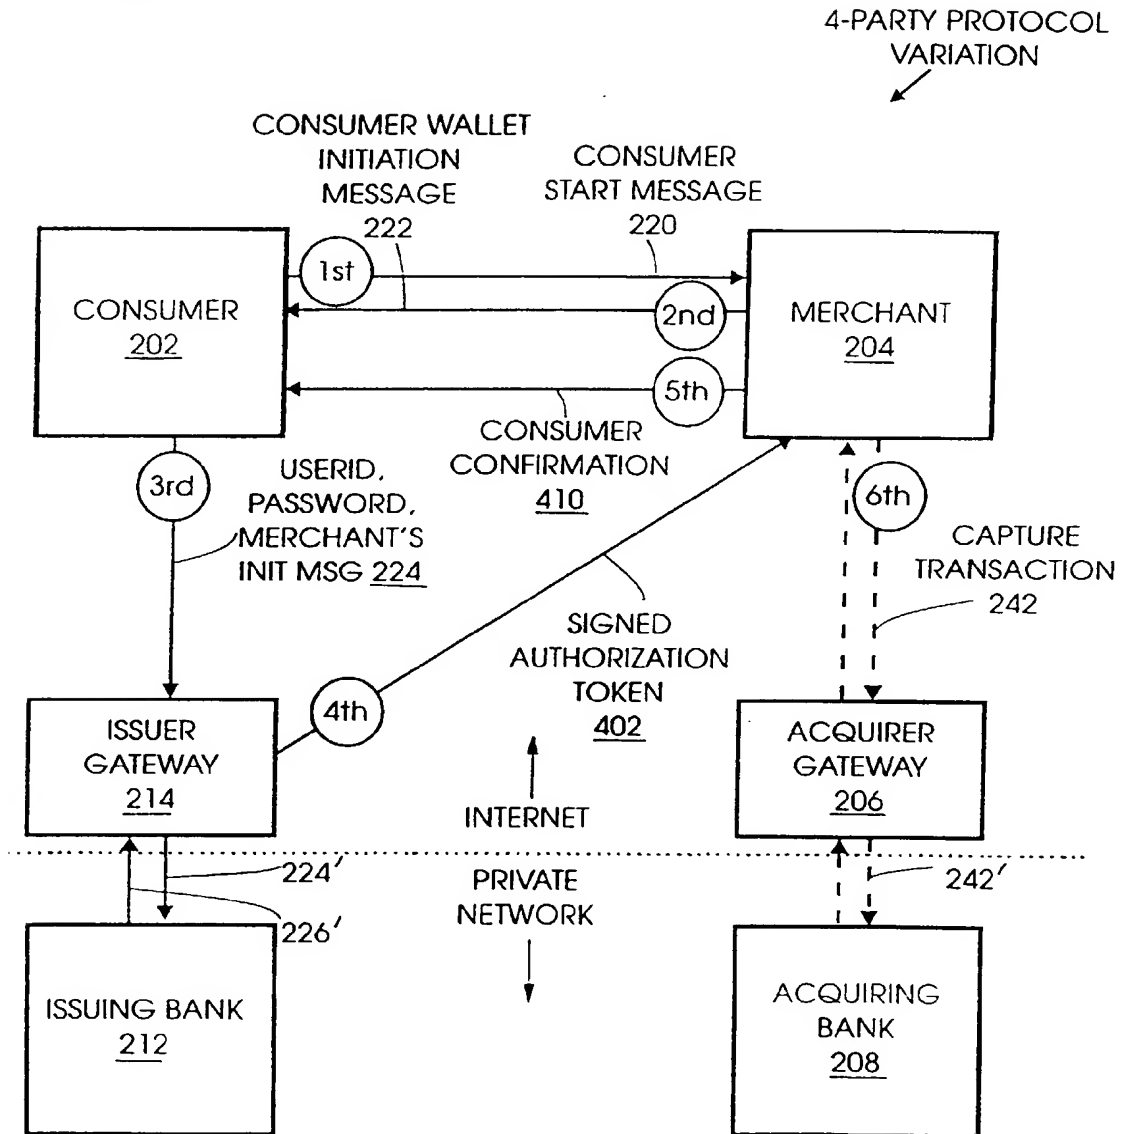 4-PARTY PROTOCOL
VARIATION
CONSUMER WALLET
INITIATION
MESSAGE
222
CONSUMER
START MESSAGE
220
1st
CONSUMER
202
2nd
MERCHANT
204
5th
CONSUMER
CONFIRMATION
410
3rd
USERID,
PASSWORD,
MERCHANT'S
INIT MSG 224
6th
CAPTURE
TRANSACTION
242
SIGNED
AUTHORIZATION
TOKEN
402
4th
ISSUER
GATEWAY
214
ACQUIRER
GATEWAY
206
INTERNET
224'
226'
PRIVATE
NETWORK
242'
ISSUING BANK
212
ACQUIRING
BANK
208